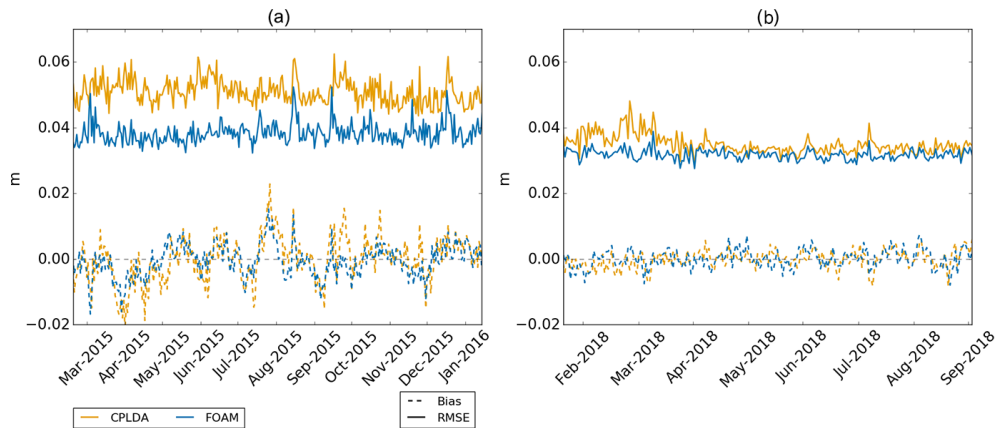 (a)
(b)
0.06
0.04
0.02
0.00
−0.02
m
Mar-2015
Apr-2015
May-2015
Jun-2015
Jul-2015
Aug-2015
Sep-2015
Oct-2015
Nov-2015
Dec-2015
Jan-2016
0.06
0.04
0.02
0.00
−0.02
m
Feb-2018
Mar-2018
Apr-2018
May-2018
Jun-2018
Jul-2018
Aug-2018
Sep-2018
CPLDA FOAM
Bias
RMSE